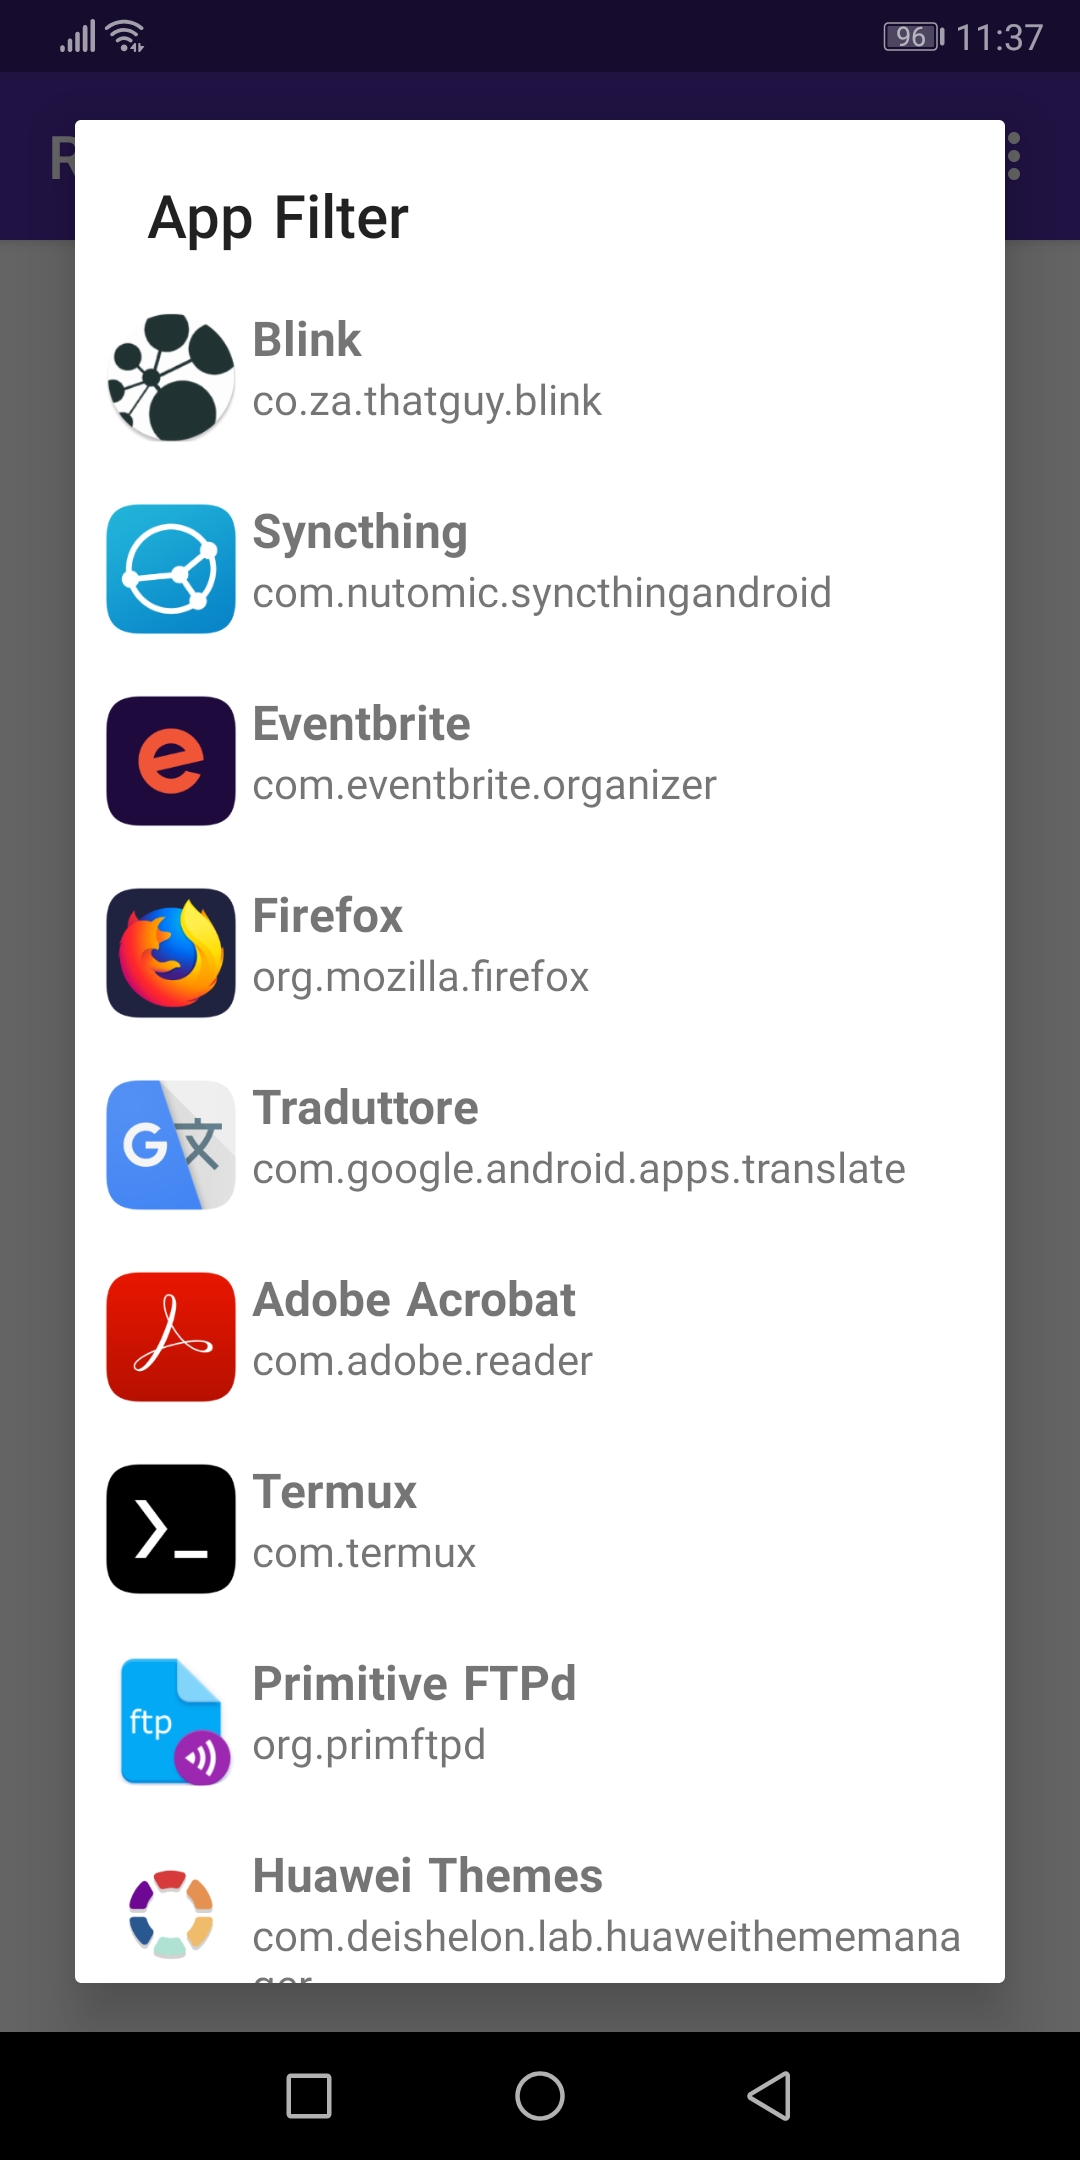 96 11:37
R
App Filter
Blink
co.za.thatguy.blink
Syncthing
com.nutomic.syncthingandroid
Eventbrite
com.eventbrite.organizer
Firefox
org.mozilla.firefox
Traduttore
com.google.android.apps.translate
Adobe Acrobat
com.adobe.reader
Termux
com.termux
ftp
Primitive FTPd
org.primftpd
Huawei Themes
com.deishelon.lab.huaweithememana
ger